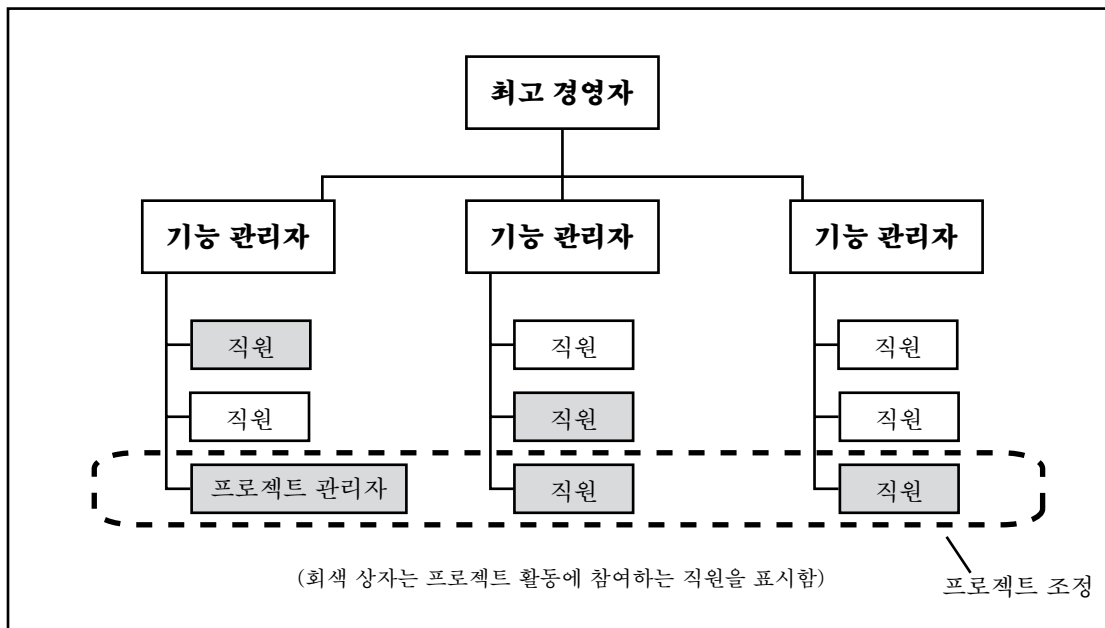 최고 경영자
기능 관리자
기능 관리자
기능 관리자
직원
직원
직원
직원
직원
직원
프로젝트 관리자
직원
직원
(회색 상자는 프로젝트 활동에 참여하는 직원을 표시함)
프로젝트 조정